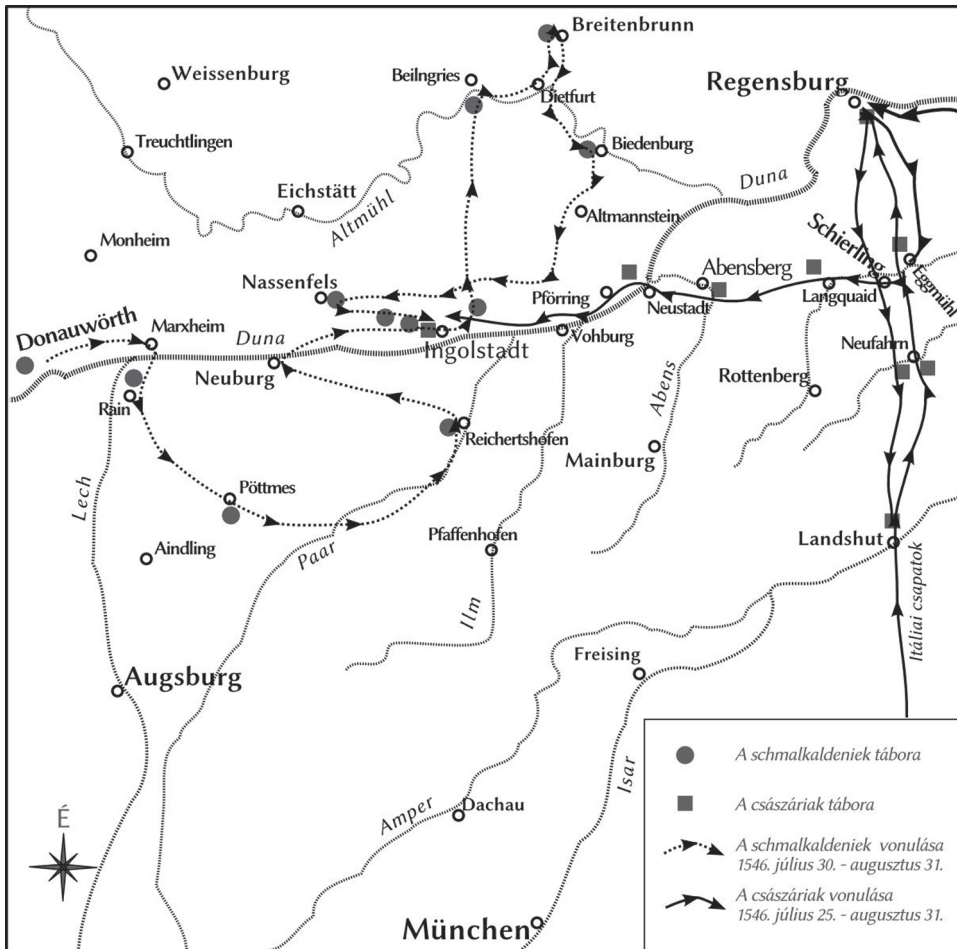 Breitenbrunn
Weissenburg
Beilngries
Dietfurt
Regensburg
Treuchtlingen
Biedenburg
Eichstätt
Altmühl
Duna
Altmannstein
Monheim
Schierling
Eggmühl
Nassenfels
Pförring
Abensberg
Langquaid
Neustadt
Donauwörth
Marxheim
Duna
Ingolstadt
Vohburg
Neufahrn
Neuburg
Rottenberg
Abens
Rain
Reichertshofen
Mainburg
Lech
Pöttmes
Aindling
Paar
Pfaffenhofen
Landshut
Ilm
Itáliai csapatok
Freising
Augsburg
Isar
Amper
Dachau
É
München
A schmalkaldeniek tábora
A császáriak tábora
A schmalkaldeniek vonulása
1546. július 30. - augusztus 31.
A császáriak vonulása
1546. július 25. - augusztus 31.